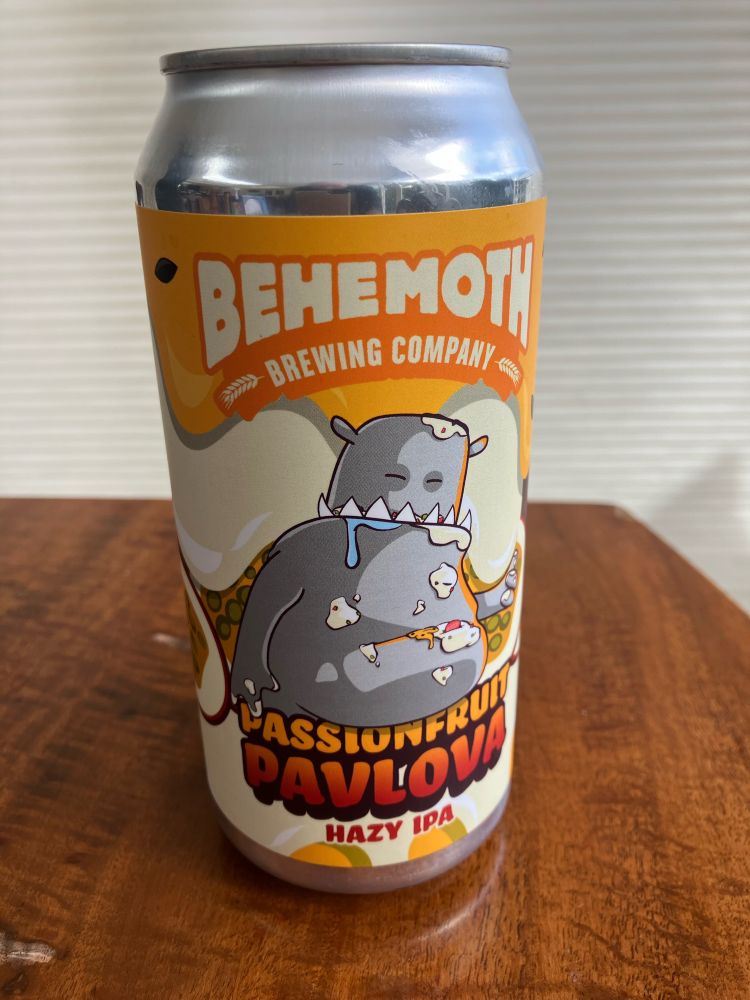 BEHEMOTH
BREWING COMPANY
PASSIONFRUIT
PAVLOVA
HAZY IPA